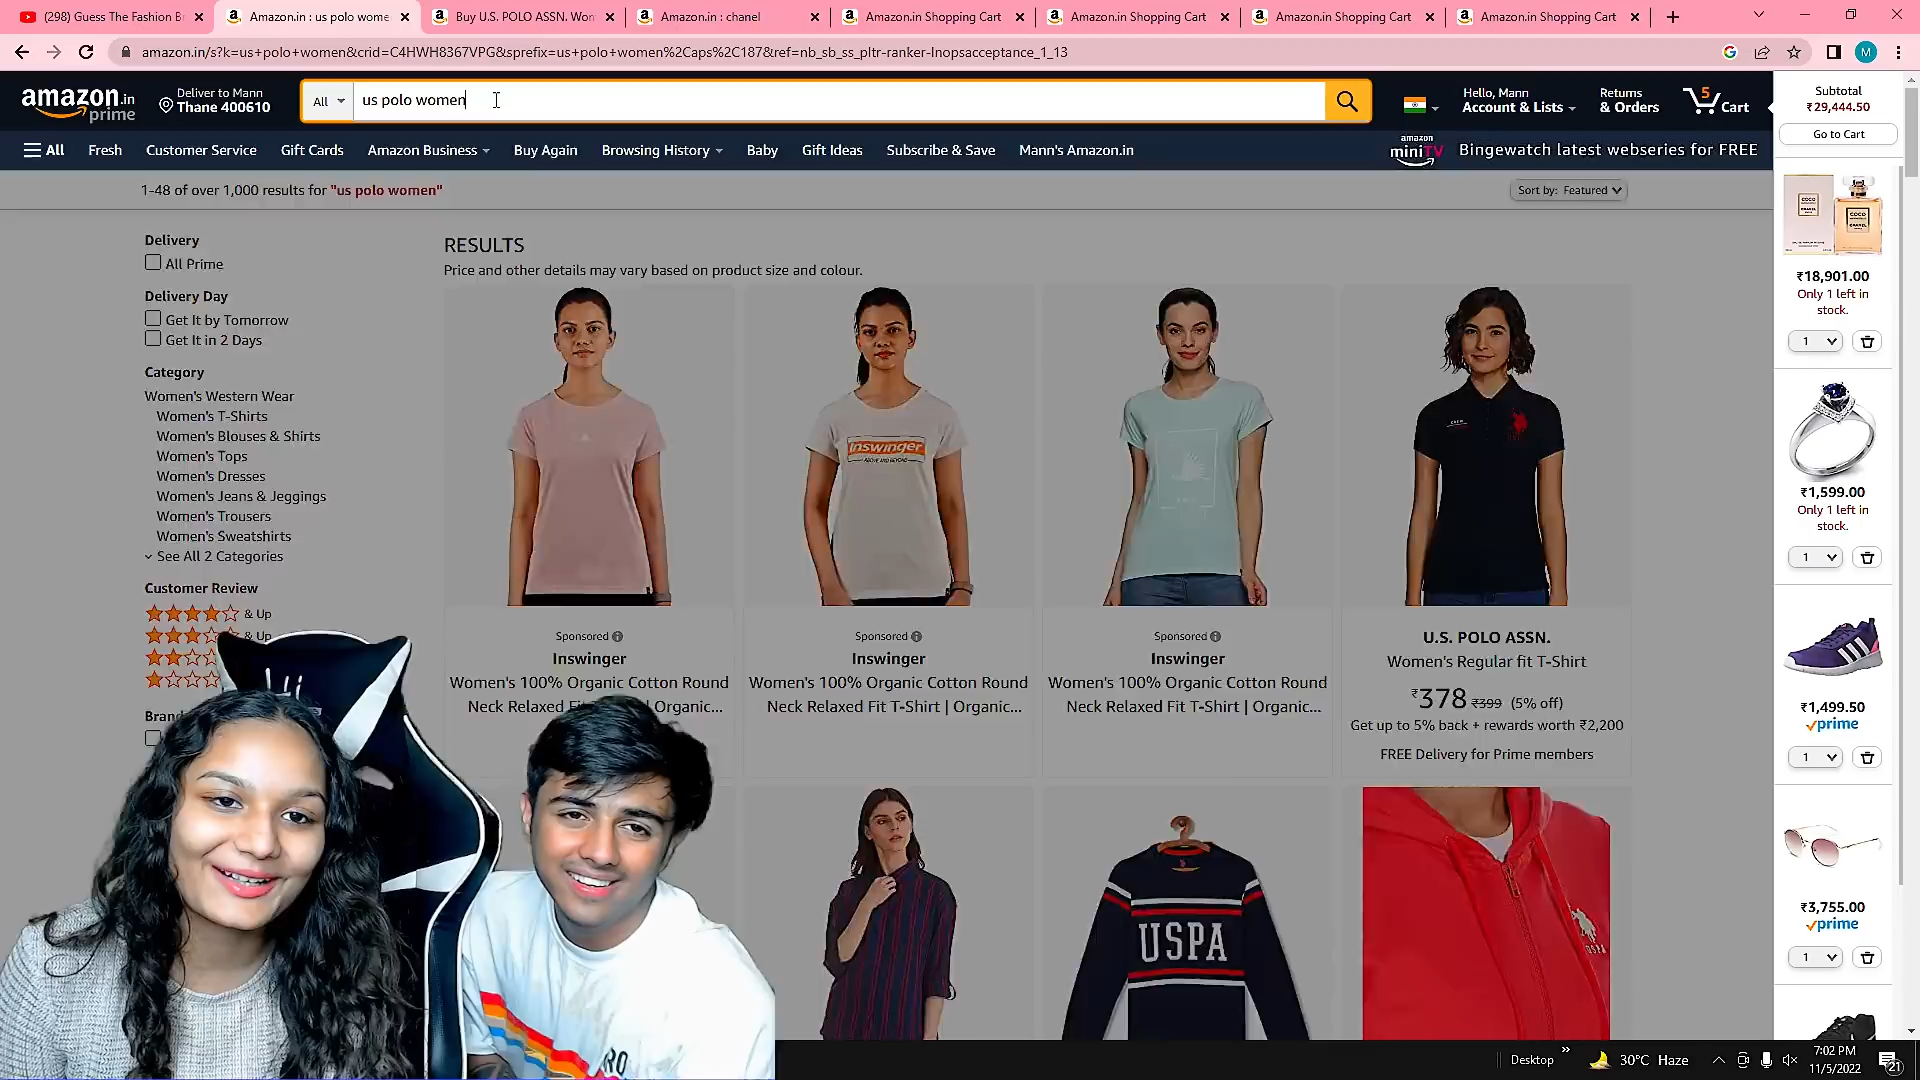 (298) Guess The Fashion B
Amazon.in : us polo wome
Buy U.S. POLO ASSN. Wom
Amazon.in : chanel
Amazon.in Shopping Cart
Amazon.in Shopping Cart
Amazon.in Shopping Cart
Amazon.in Shopping Cart
amazon.in/s?k=us+polo+women&crid=C4HWH8367VPG&sprefix=us+polo+women%2Caps%2C187&ref=nb_sb_ss_pltr-ranker-lnopsacceptance_1_13
M
amazon.in
prime
Deliver to Mann
Thane 400610
All
us polo women
Hello, Mann
Account & Lists
Returns
& Orders
5
Cart
Subtotal
₹29,444.50
Go to Cart
All
Fresh
Customer Service
Gift Cards
Amazon Business
Buy Again
Browsing History
Baby
Gift Ideas
Subscribe & Save
Mann's Amazon.in
amazon
miniTV
Bingewatch latest webseries for FREE
1-48 of over 1,000 results for "us polo women"
Sort by: Featured
Delivery
All Prime
Delivery Day
Get It by Tomorrow
Get It in 2 Days
Category
Women's Western Wear
Women's T-Shirts
Women's Blouses & Shirts
Women's Tops
Women's Dresses
Women's Jeans & Jeggings
Women's Trousers
Women's Sweatshirts
See All 2 Categories
Customer Review
& Up
& Up
Brand
RESULTS
Price and other details may vary based on product size and colour.
Inswinger
Sponsored
Inswinger
Women's 100% Organic Cotton Round
Neck Relaxed Fit T-Shirt | Organic...
Sponsored
Inswinger
Women's 100% Organic Cotton Round
Neck Relaxed Fit T-Shirt | Organic...
Sponsored
Inswinger
Women's 100% Organic Cotton Round
Neck Relaxed Fit T-Shirt | Organic...
U.S. POLO ASSN.
Women's Regular fit T-Shirt
₹378 ₹399 (5% off)
Get up to 5% back + rewards worth ₹2,200
FREE Delivery for Prime members
USPA
USPA
COCO
CHANEL
COCO
₹18,901.00
Only 1 left in
stock.
1
₹1,599.00
Only 1 left in
stock.
1
₹1,499.50
prime
1
₹3,755.00
prime
1
Desktop
30°C Haze
7:02 PM
11/5/2022
21